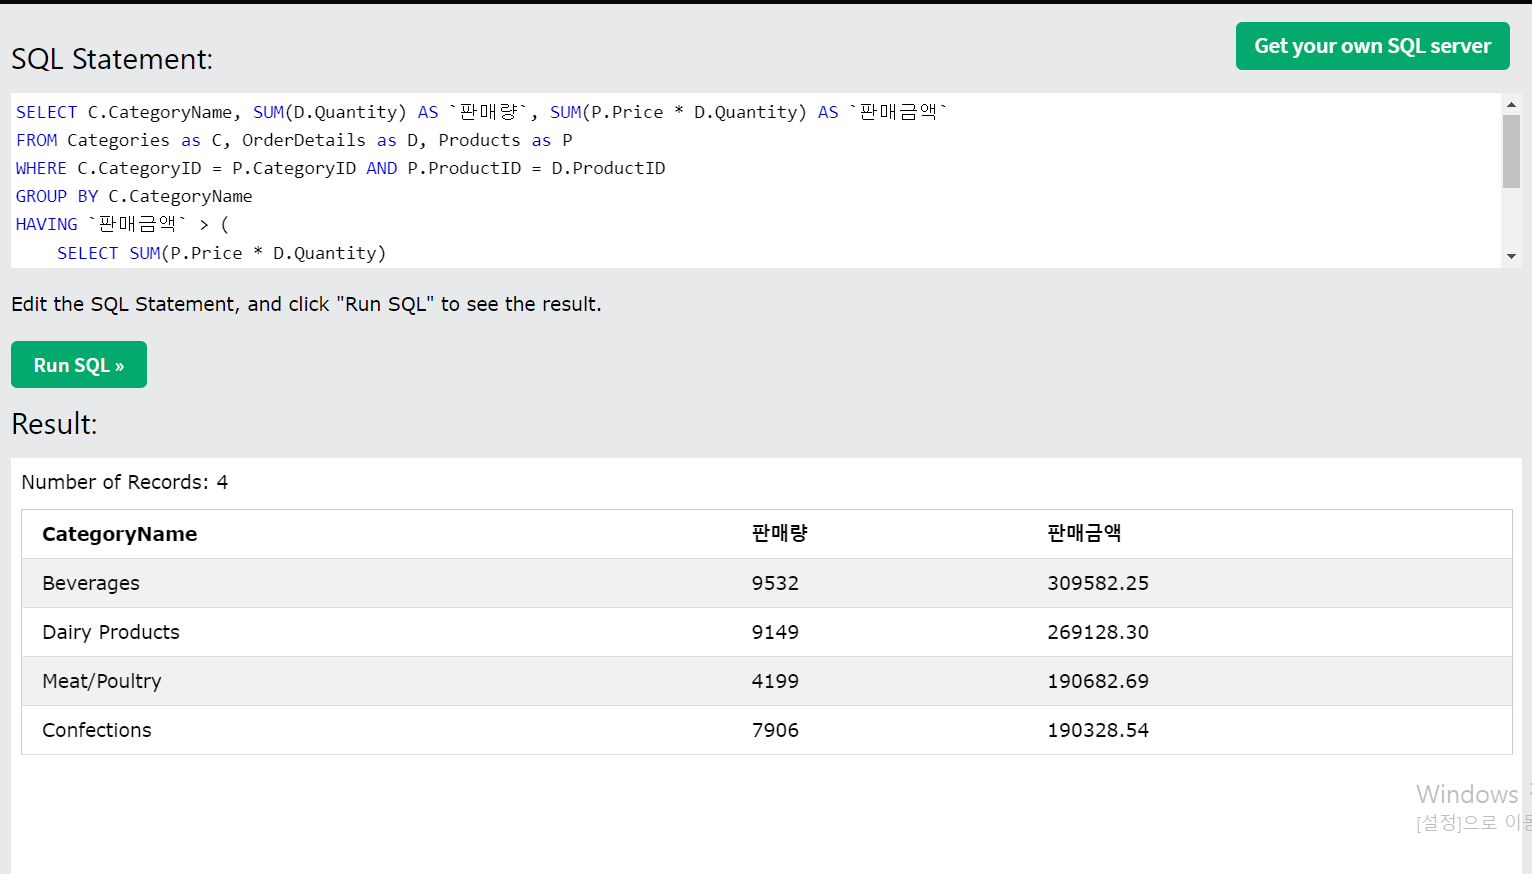 Get your own SQL server
SQL Statement:
SELECT C.CategoryName, SUM(D.Quantity) AS `판매량`, SUM(P.Price * D.Quantity) AS `판매금액`
FROM Categories as C, OrderDetails as D, Products as P
WHERE C.CategoryID = P.CategoryID AND P.ProductID = D.ProductID
GROUP BY C.CategoryName
HAVING `판매금액` > (
SELECT SUM(P.Price * D.Quantity)
Edit the SQL Statement, and click "Run SQL" to see the result.
Run SQL »
Result:
Number of Records: 4
CategoryName 판매량 판매금액
Beverages 9532 309582.25
Dairy Products 9149 269128.30
Meat/Poultry 4199 190682.69
Confections 7906 190328.54
Windows
[설정]으로